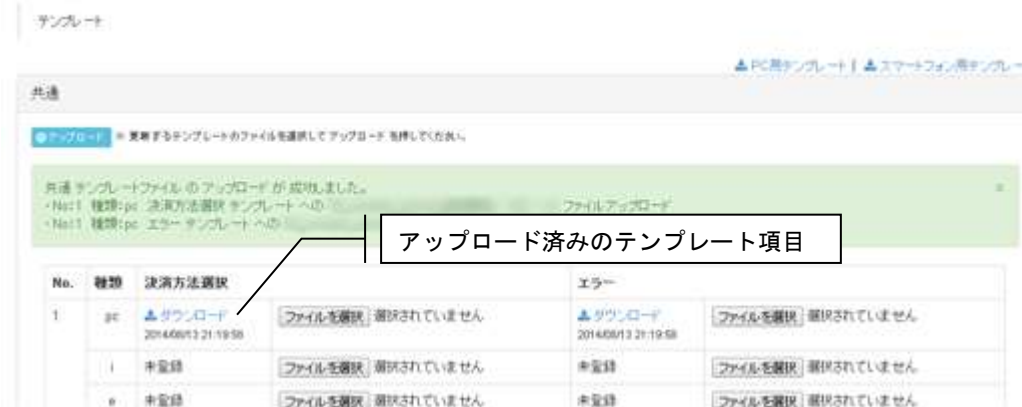 テンプレート
PC用テンプレート | スマートフォン用テンプレー
共通
アップロード ※ 更新するテンプレートのファイルを選択して アップロード を押してください。
共通 テンプレートファイル の アップロード が 成功しました。 ×
・No:1 種類:pc 決済方法選択 テンプレート への ファイルアップロード
・No:1 種類:pc エラー テンプレート への
アップロード済みのテンプレート項目
No. 種類 決済方法選択 エラー
1 pc ダウンロード ファイルを選択 選択されていません ダウンロード ファイルを選択 選択されていません
2014/08/13 21:19:58 2014/08/13 21:19:58
i 未登録 ファイルを選択 選択されていません 未登録 ファイルを選択 選択されていません
e 未登録 ファイルを選択 選択されていません 未登録 ファイルを選択 選択されていません